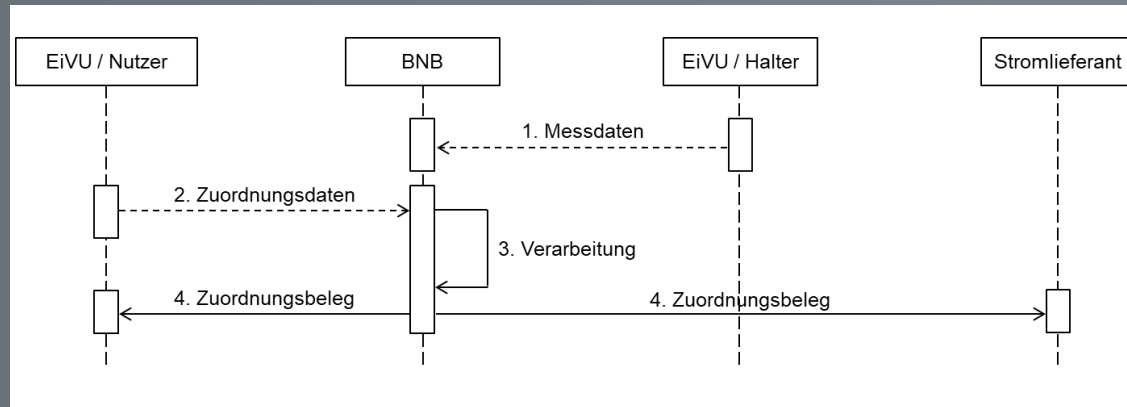 EiVU / Nutzer
BNB
EiVU / Halter
Stromlieferant
1. Messdaten
2. Zuordnungsdaten
3. Verarbeitung
4. Zuordnungsbeleg
4. Zuordnungsbeleg